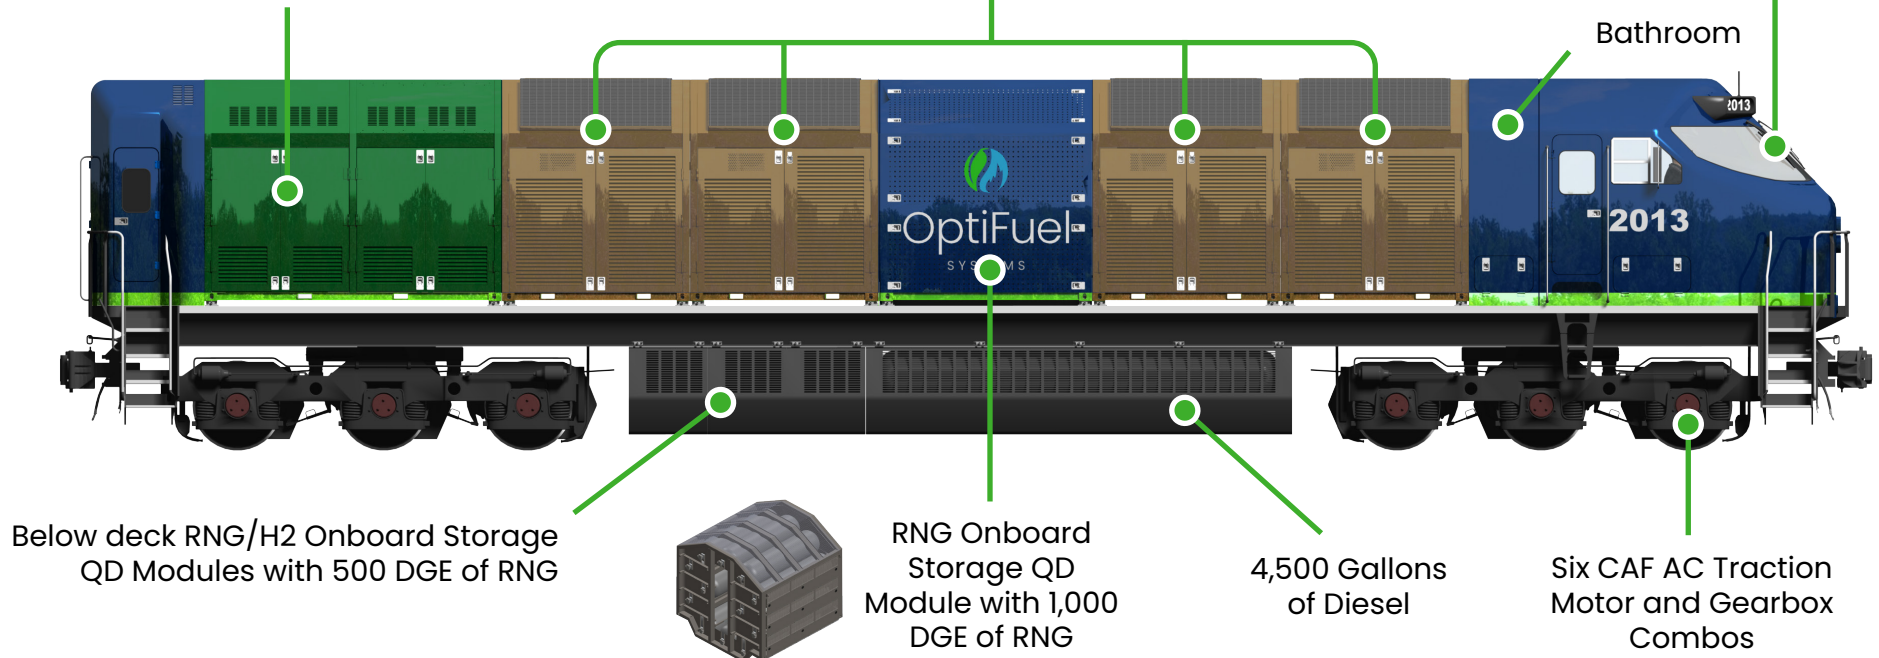 Bathroom
2013
OptiFuel
2013
Below deck RNG/H2 Onboard Storage
QD Modules with 500 DGE of RNG
RNG Onboard
Storage QD
Module with 1,000
DGE of RNG
4,500 Gallons
of Diesel
Six CAF AC Traction
Motor and Gearbox
Combos